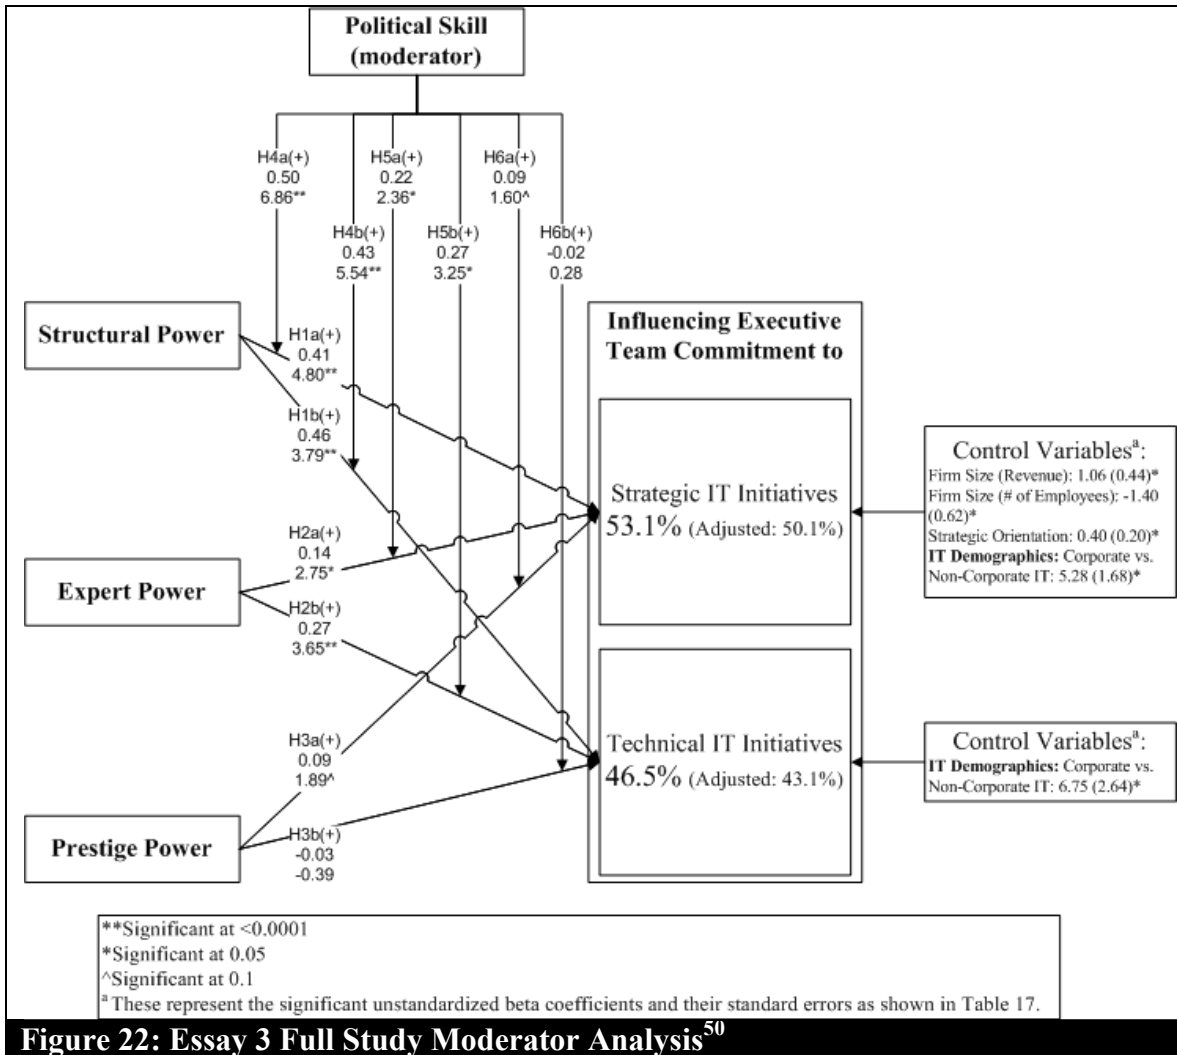 Political Skill
(moderator)
H4a(+)
0.50
6.86**
H5a(+)
0.22
2.36*
H6a(+)
0.09
1.60^
H4b(+)
0.43
5.54**
H5b(+)
0.27
3.25*
H6b(+)
-0.02
0.28
Structural Power
H1a(+)
0.41
4.80**
H1b(+)
0.46
3.79**
Expert Power
H2a(+)
0.14
2.75*
H2b(+)
0.27
3.65**
Prestige Power
H3a(+)
0.09
1.89^
H3b(+)
-0.03
-0.39
Influencing Executive
Team Commitment to
Strategic IT Initiatives
53.1% (Adjusted: 50.1%)
Technical IT Initiatives
46.5% (Adjusted: 43.1%)
Control Variablesᵃ:
Firm Size (Revenue): 1.06 (0.44)*
Firm Size (# of Employees): -1.40
(0.62)*
Strategic Orientation: 0.40 (0.20)*
IT Demographics: Corporate vs.
Non-Corporate IT: 5.28 (1.68)*
Control Variablesᵃ:
IT Demographics: Corporate vs.
Non-Corporate IT: 6.75 (2.64)*
**Significant at <0.0001
*Significant at 0.05
^Significant at 0.1
ᵃ These represent the significant unstandardized beta coefficients and their standard errors as shown in Table 17.
Figure 22: Essay 3 Full Study Moderator Analysis⁵⁰